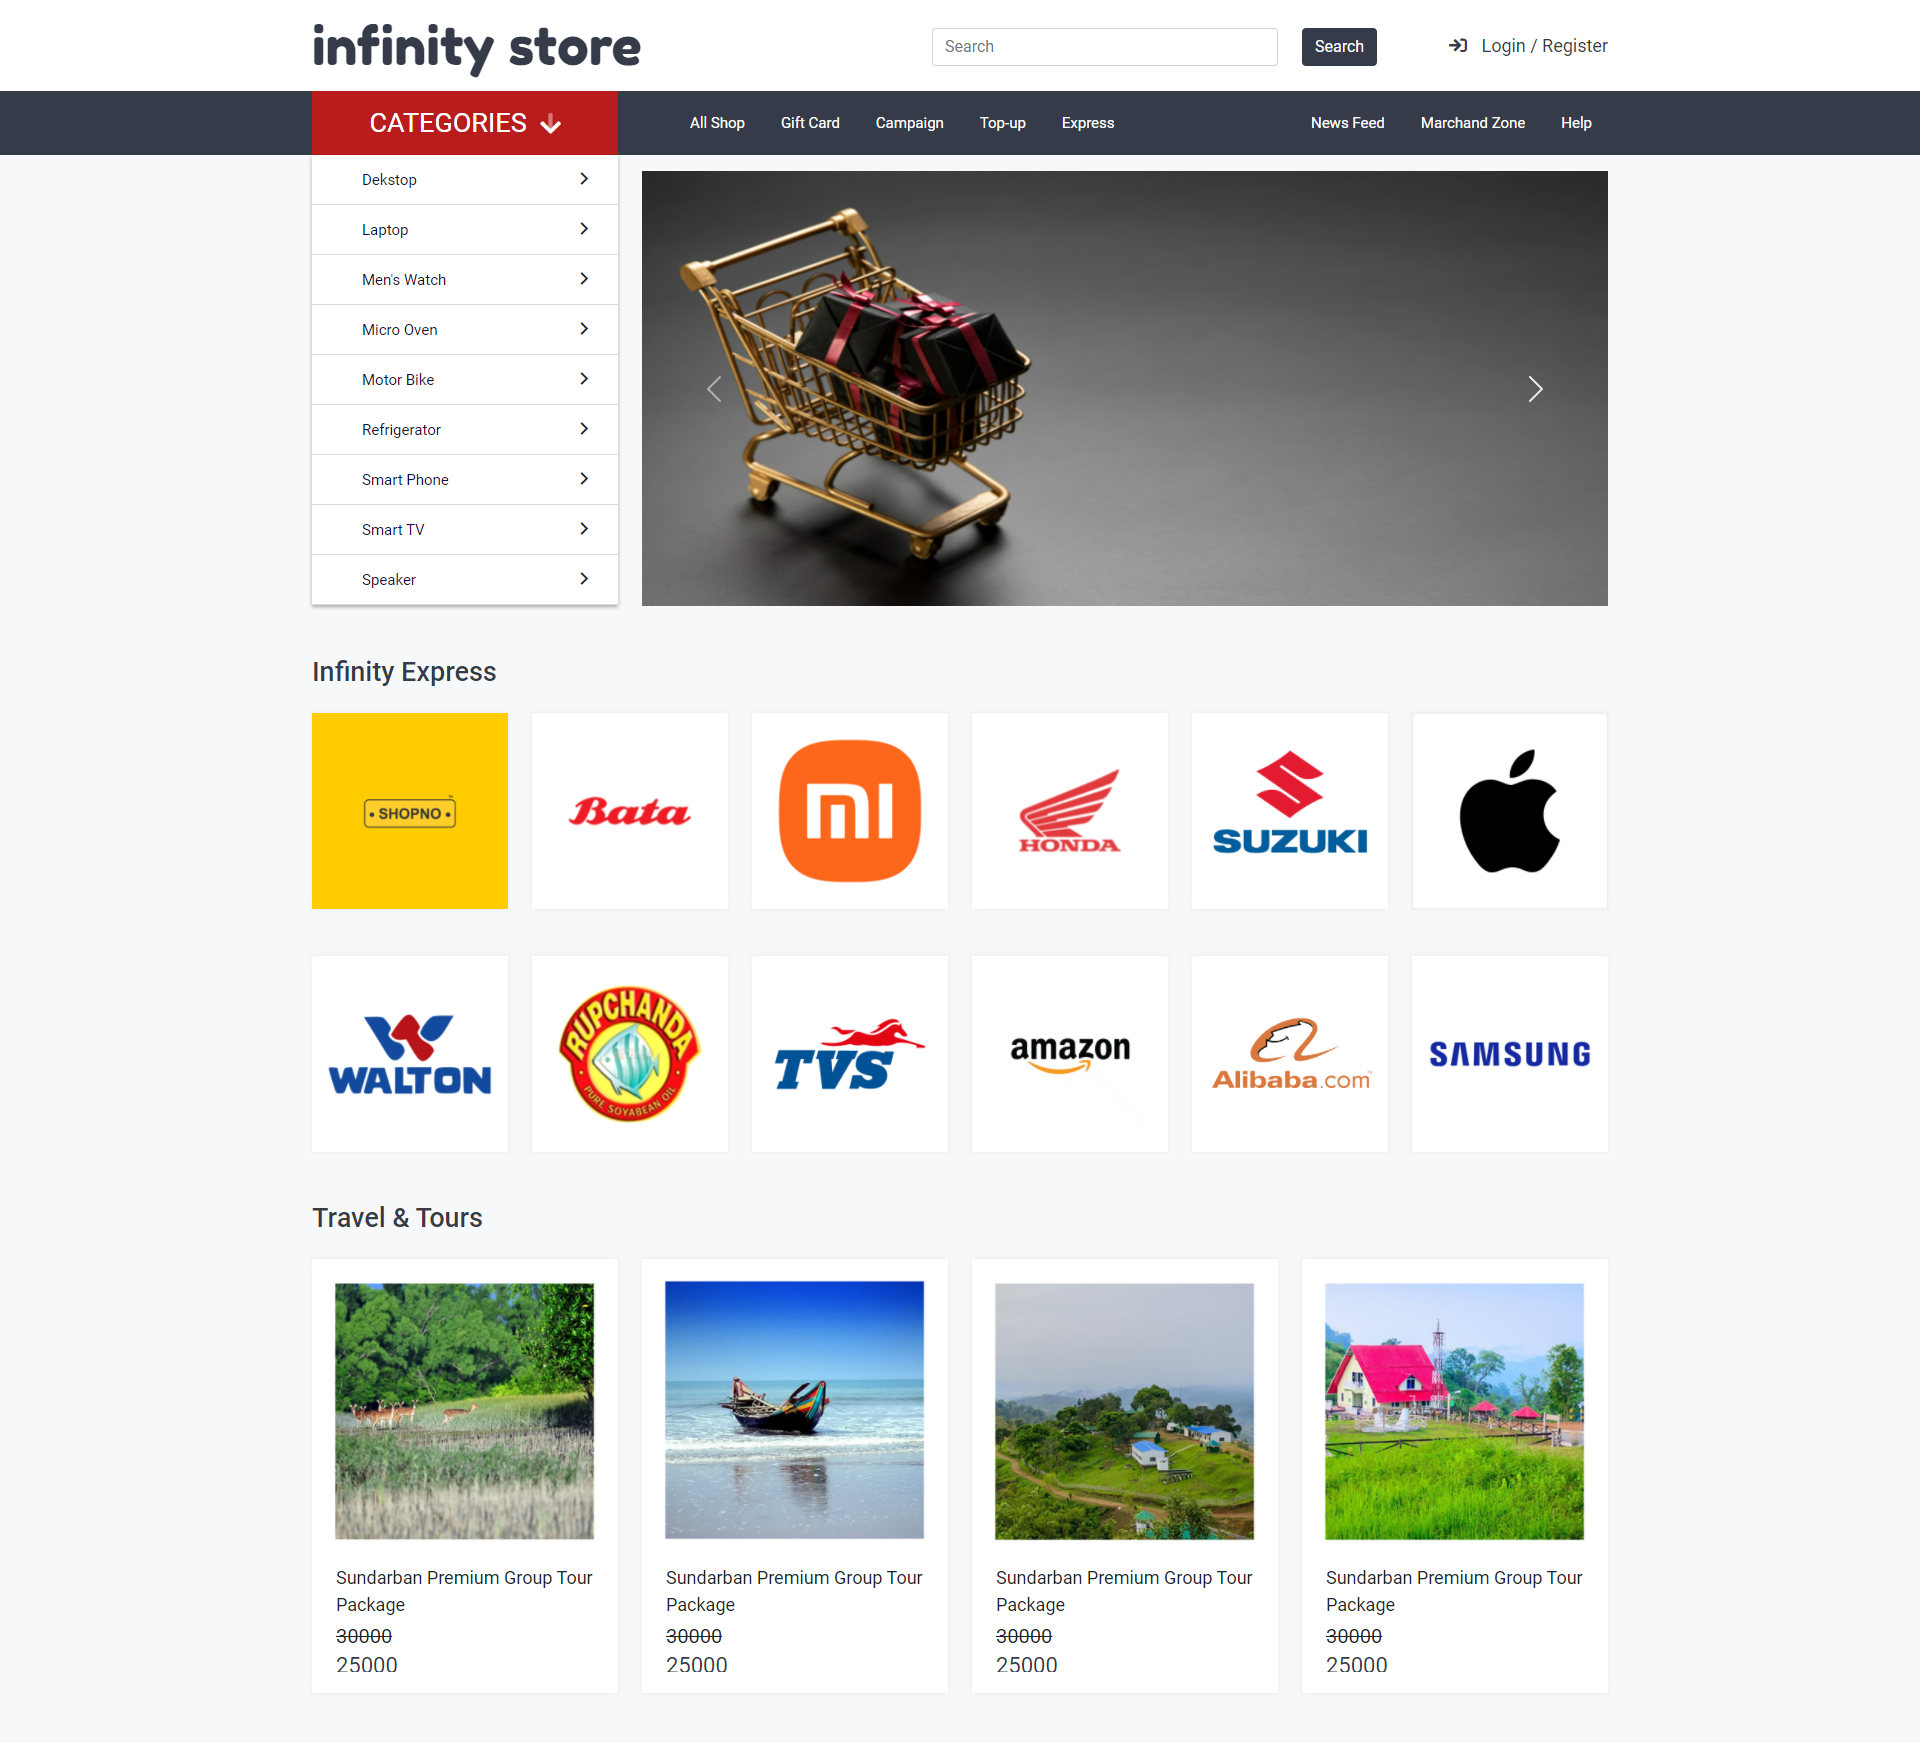 infinity store
Search
Search
Login / Register
CATEGORIES
All Shop
Gift Card
Campaign
Top-up
Express
News Feed
Marchand Zone
Help
Dekstop
Laptop
Men's Watch
Micro Oven
Motor Bike
Refrigerator
Smart Phone
Smart TV
Speaker
Infinity Express
• SHOPNO •
TM
Bata
HONDA
SUZUKI
WALTON
RUPCHANDA
• PURE SOYABEAN OIL •
TVS
amazon
Alibaba.com™
SAMSUNG
Travel & Tours
Sundarban Premium Group Tour
Package
30000
25000
Sundarban Premium Group Tour
Package
30000
25000
Sundarban Premium Group Tour
Package
30000
25000
Sundarban Premium Group Tour
Package
30000
25000